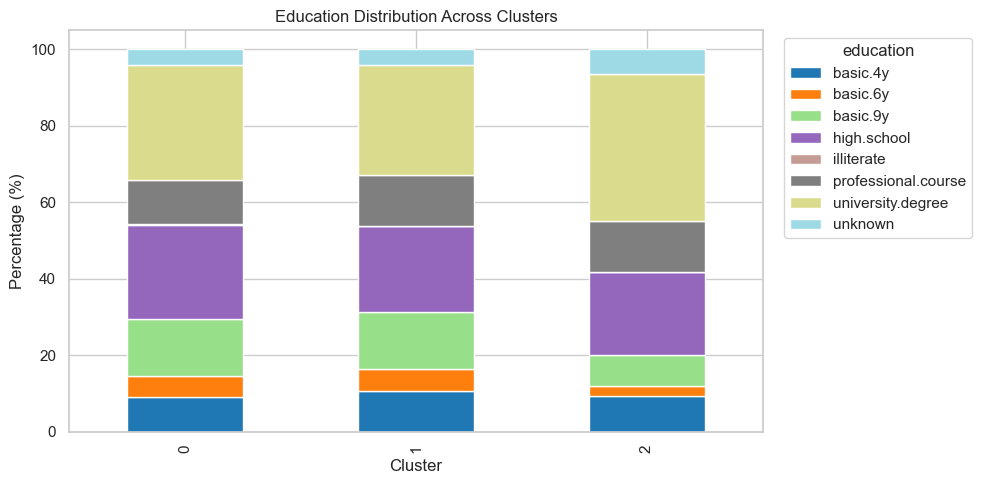 Education Distribution Across Clusters
100
80
60
40
20
0
Percentage (%)
0
1
2
Cluster
education
basic.4y
basic.6y
basic.9y
high.school
illiterate
professional.course
university.degree
unknown